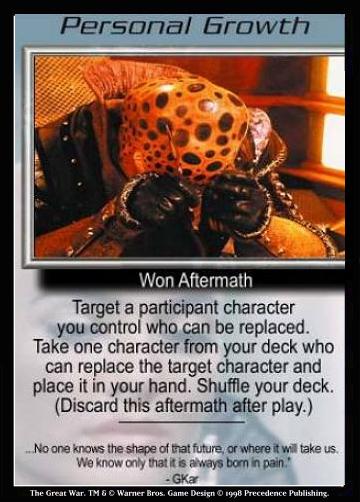 Personal Growth
Won Aftermath
Target a participant character
you control who can be replaced.
Take one character from your deck who
can replace the target character and
place it in your hand. Shuffle your deck.
(Discard this aftermath after play.)
...No one knows the shape of that future, or where it will take us.
We know only that it is always born in pain."
- GKar
The Great War. TM & © Warner Bros. Game Design © 1998 Precedence Publishing.